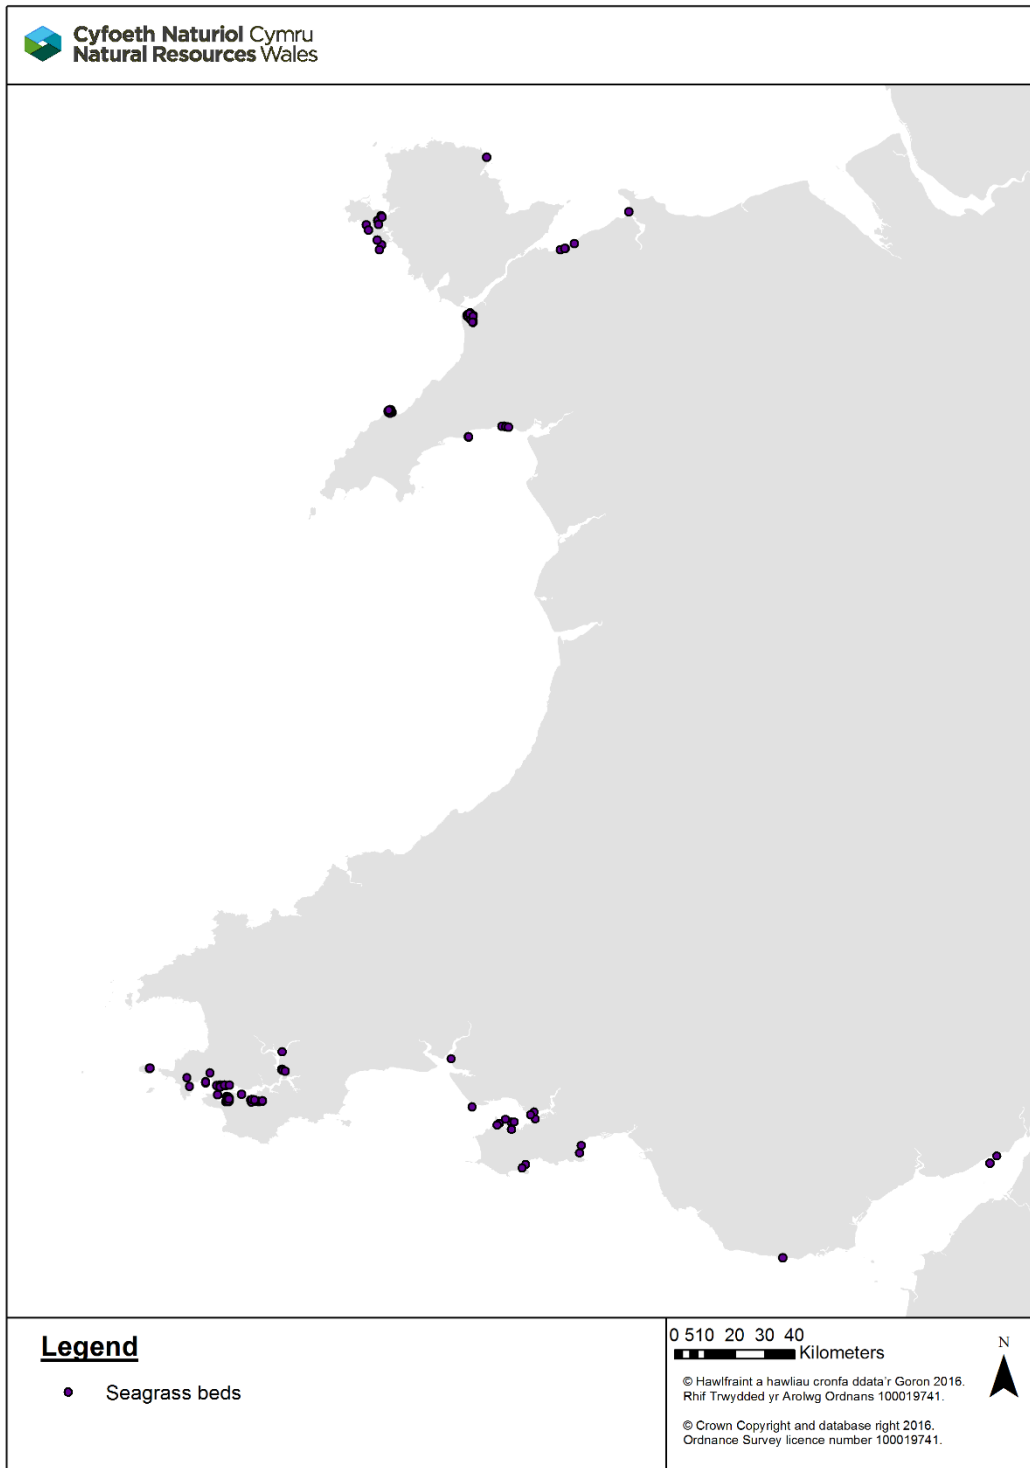 Cyfoeth Naturiol Cymru
Natural Resources Wales
Legend
Seagrass beds
0 510 20 30 40
Kilometers
N
© Hawlfraint a hawliau cronfa ddata'r Goron 2016.
Rhif Trwydded yr Arolwg Ordnans 100019741.
© Crown Copyright and database right 2016.
Ordnance Survey licence number 100019741.